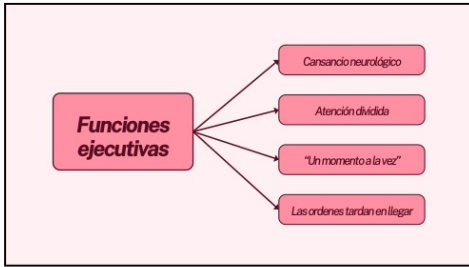 Funciones
ejecutivas
Cansancio neurológico
Atención dividida
“Un momento a la vez”
Las ordenes tardan en llegar